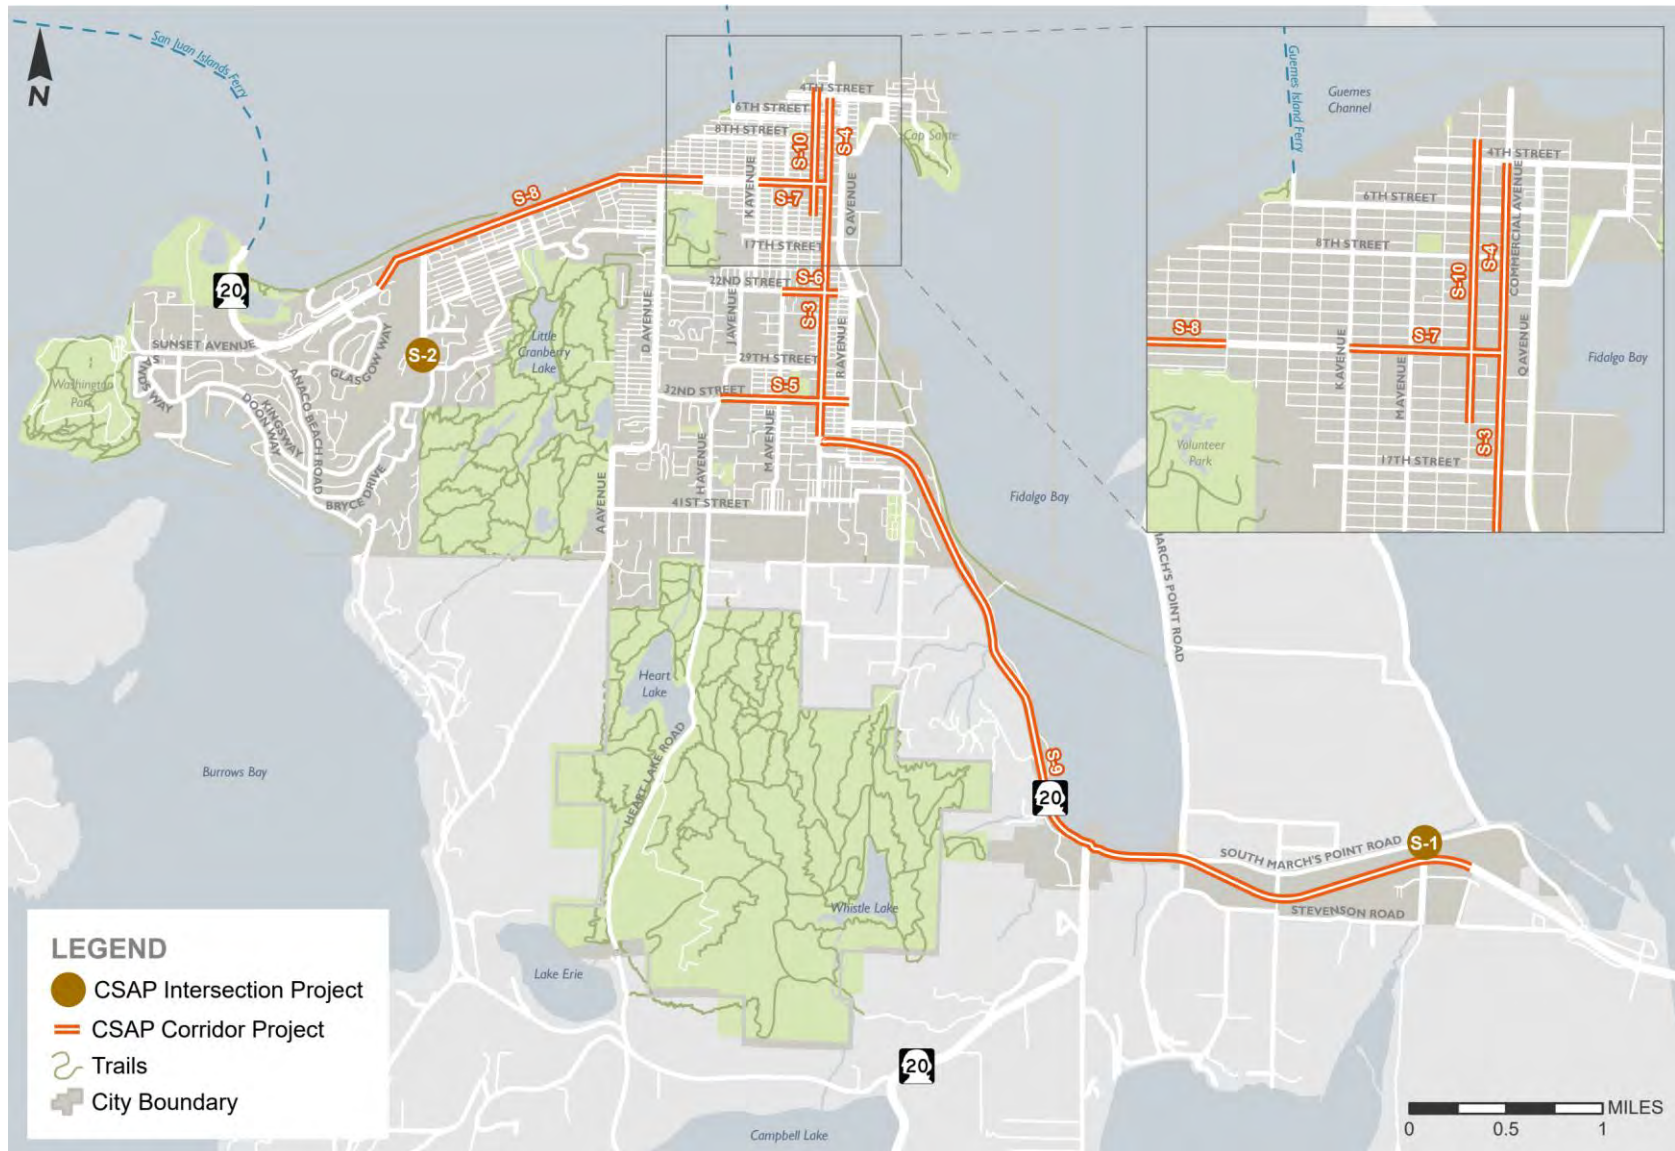 San Juan Islands Ferry
N
4TH STREET
6TH STREET
8TH STREET
Cap Sante
S-10
S-4
K AVENUE
S-7
Q AVENUE
S-8
17TH STREET
20
22ND STREET
S-6
S-3
D AVENUE
J AVENUE
R AVENUE
Little
Cranberry
Lake
SUNSET AVENUE
S-2
GLASGOW WAY
29TH STREET
32ND STREET
S-5
Washington
Park
ANACO BEACH ROAD
KINGSWAY
DOON WAY
BRYCE DRIVE
M AVENUE
H AVENUE
A AVENUE
41ST STREET
Fidalgo Bay
Guemes Island Ferry
Guemes
Channel
4TH STREET
6TH STREET
8TH STREET
COMMERCIAL AVENUE
S-4
S-10
S-8
S-7
K AVENUE
M AVENUE
Q AVENUE
Fidalgo Bay
Volunteer
Park
S-3
17TH STREET
MARCH'S POINT ROAD
Heart
Lake
HEART LAKE ROAD
Burrows Bay
S-9
20
SOUTH MARCH'S POINT ROAD
S-1
STEVENSON ROAD
Whistle Lake
Lake Erie
20
Campbell Lake
LEGEND
CSAP Intersection Project
CSAP Corridor Project
Trails
City Boundary
MILES
0 0.5 1